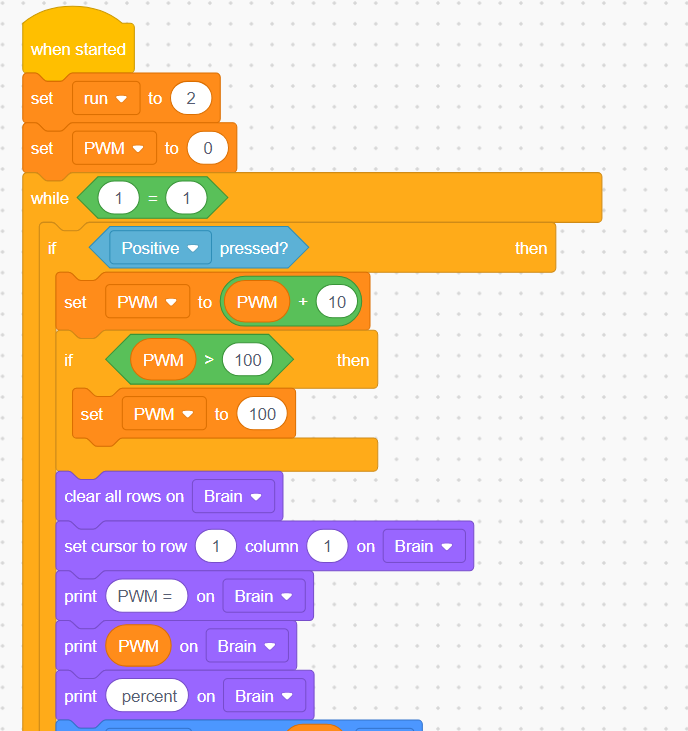 when started
set run to 2
set PWM to 0
while 1 = 1
if Positive pressed? then
set PWM to PWM + 10
if PWM > 100 then
set PWM to 100
clear all rows on Brain
set cursor to row 1 column 1 on Brain
print PWM = on Brain
print PWM on Brain
print percent on Brain